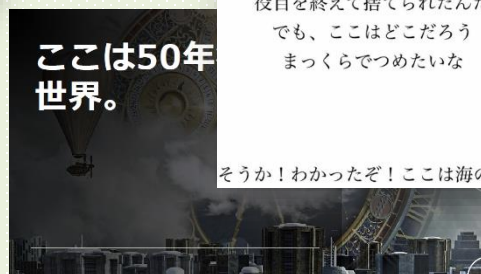 ここは50年
世界。
役目を終えて捨てられたんだ
でも、ここはどこだろう
まっくらでつめたいな
そうか！わかったぞ！ここは海の